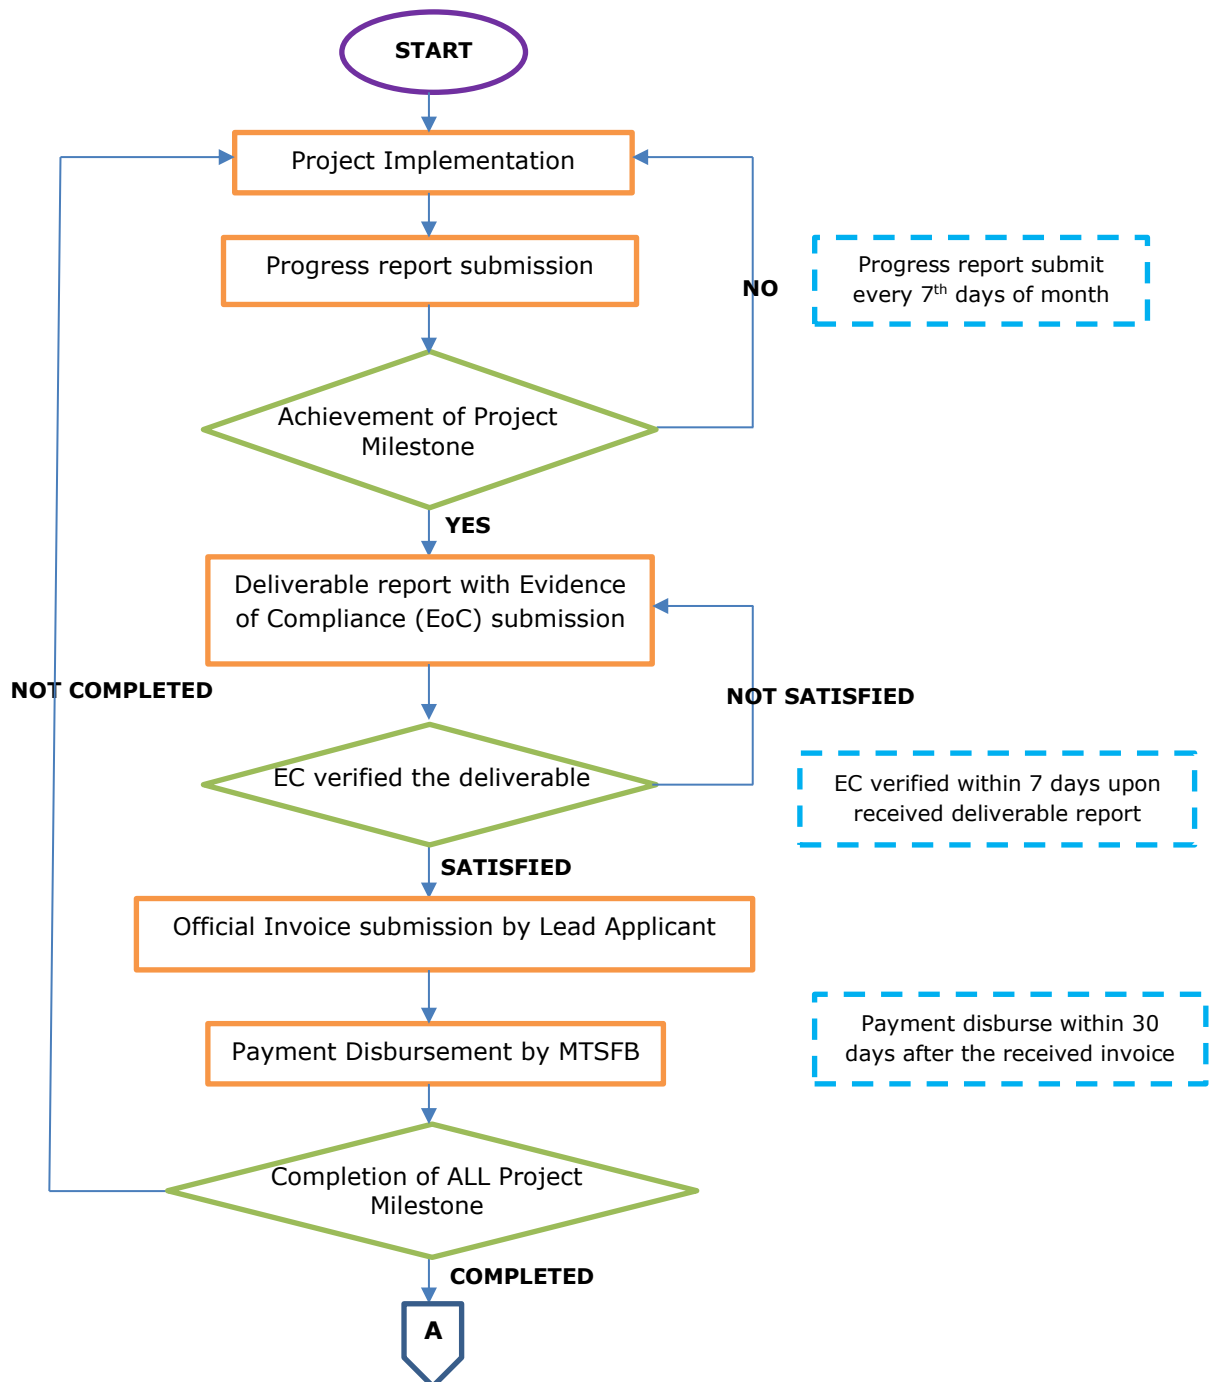 START
Project Implementation
Progress report submission
Progress report submit
every 7th days of month
NO
Achievement of Project
Milestone
YES
Deliverable report with Evidence
of Compliance (EoC) submission
NOT COMPLETED
NOT SATISFIED
EC verified the deliverable
EC verified within 7 days upon
received deliverable report
SATISFIED
Official Invoice submission by Lead Applicant
Payment Disbursement by MTSFB
Payment disburse within 30
days after the received invoice
Completion of ALL Project
Milestone
COMPLETED
A